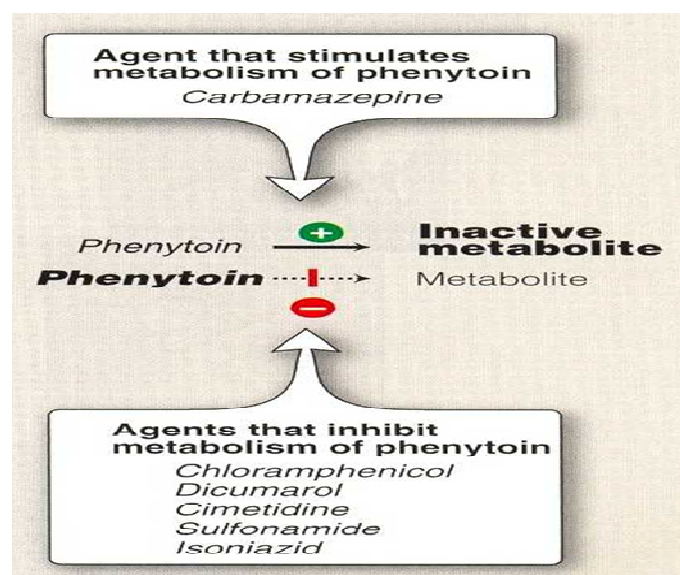 Agent that stimulates
metabolism of phenytoin
Carbamazepine
+
Phenytoin
Inactive
metabolite
Phenytoin
Metabolite
−
Agents that inhibit
metabolism of phenytoin
Chloramphenicol
Dicumarol
Cimetidine
Sulfonamide
Isoniazid